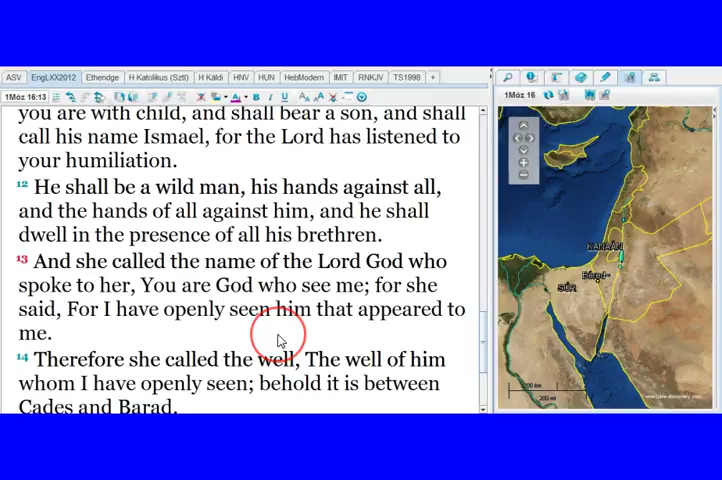 ASV EngLXX2012 Ethendge H Katolikus (SztI) H Káldi HNV HUN HebModern IMIT RNKJV TS1998 +
1Móz 16:13
1Móz 16
you are with child, and shall bear a son, and shall
call his name Ismael, for the Lord has listened to
your humiliation.
12 He shall be a wild man, his hands against all,
and the hands of all against him, and he shall
dwell in the presence of all his brethren.
13 And she called the name of the Lord God who
spoke to her, You are God who see me; for she
said, For I have openly seen him that appeared to
me.
14 Therefore she called the well, The well of him
whom I have openly seen; behold it is between
Cades and Barad.
KANAÁN
Bóred
SÚR
200 km
200 mi